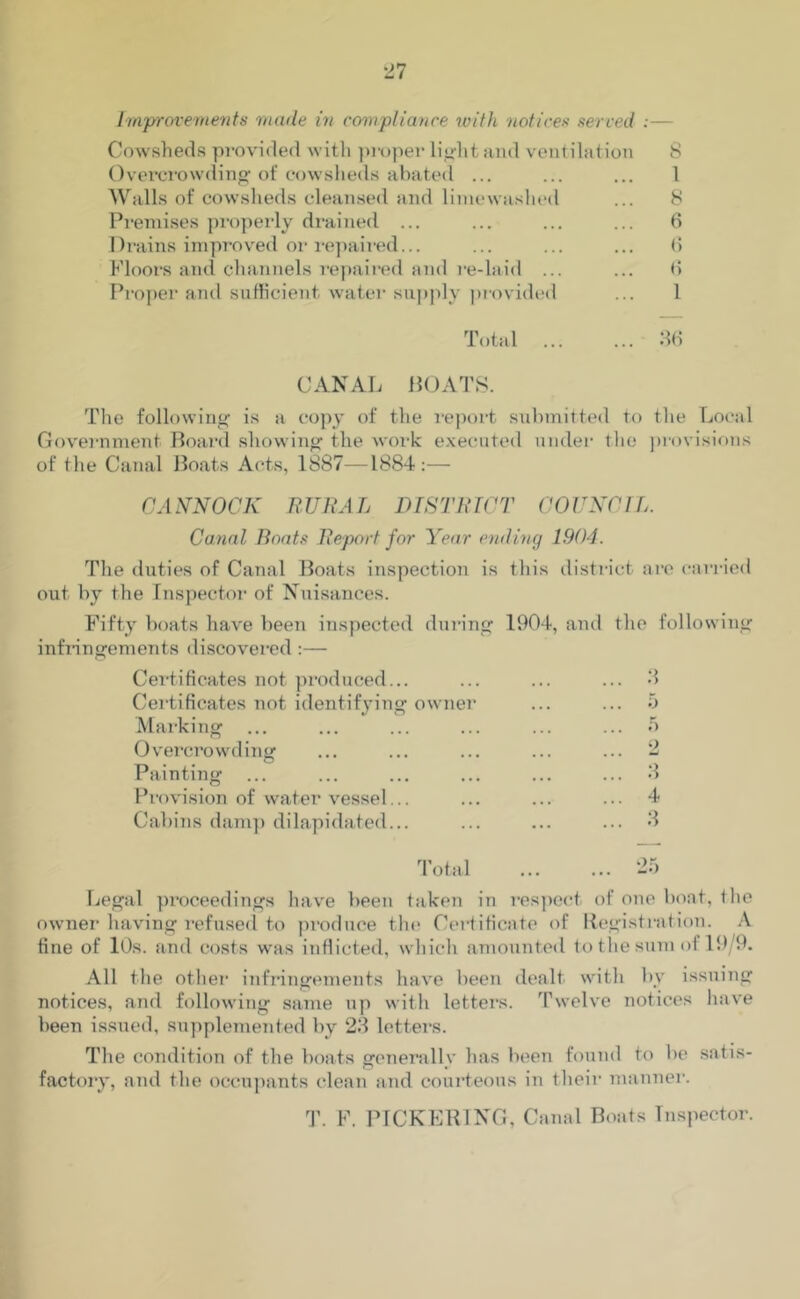 27
Improvements made in compliance with notices served :—
Cowsheds provided with proper light and ventilation 8
Overcrowding of cowsheds abated ... ... ... 1
Walls of cowsheds cleansed and limewashed ... 8
Premises properly drained ... ... ... ... 6
Drains improved or repaired... ... ... ... 6
Floors and channels repaired and re-laid ... ... 6
Proper and sufficient water supply provided ... 1
Total ... ... 36
CANAL BOATS.
The following is a copy of the report submitted to the Local
Government Board showing the work executed under the provisions
of the Canal Boats Acts, 1887—1884 :—
CANNOCK RURAL DISTRICT COUNCIL.
Canal Boats Report for Year ending 1904.
The duties of Canal Boats inspection is this district are carried
out by the Inspector of Nuisances.
Fifty boats have been inspected during 1904, and the following
infringements discovered :—
Certificates not produced... ... ... ... 3
Certificates not identifying owner ... ... 5
Marking ... ... ... ... ... ... 5
Overcrowding ... ... ... ... ... 2
Painting ... ... ... ... ... ... 3
Provision of water vessel... ... ... ... 4
Cabins damp dilapidated... ... ... ... 3
Total ... ... 25
Legal proceedings have been taken in respect of one boat, the
owner having refused to produce the Certificate of Registration. A
fine of 10s. and costs was inflicted, which amounted to the sum of 19/9.
All the other infringements have been dealt with by issuing
notices, and following same up with letters. Twelve notices have
been issued, supplemented by 23 letters.
The condition of the boats generally has been found to be satis-
factory, and the occupants clean and courteous in their manner.
T. F. PICKERING, Canal Boats Inspector.